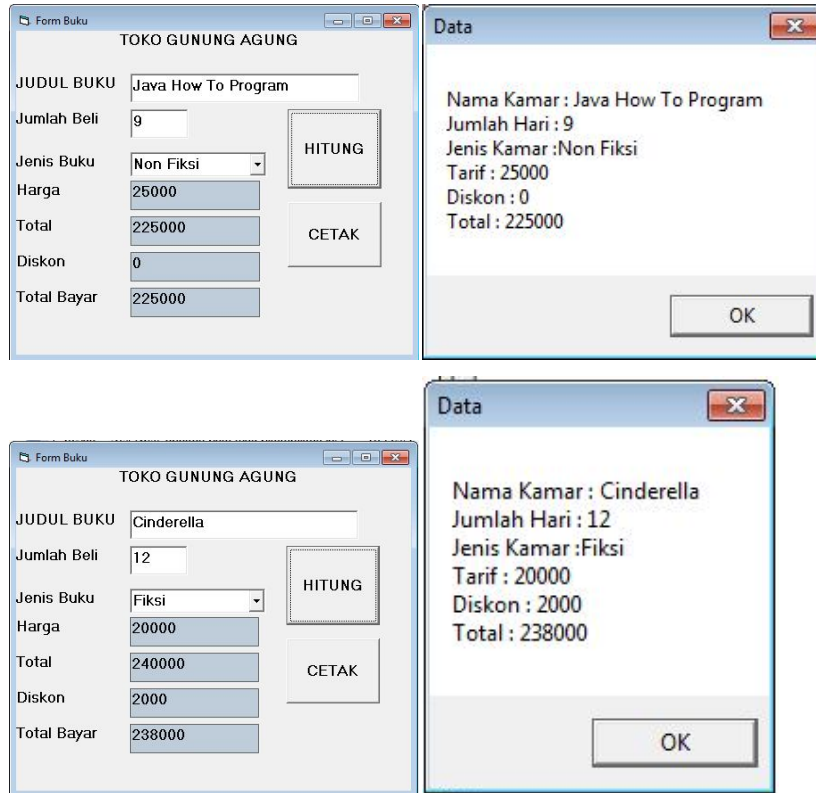 Form Buku
TOKO GUNUNG AGUNG
JUDUL BUKU Java How To Program
Jumlah Beli 9
HITUNG
Jenis Buku Non Fiksi
Harga 25000
Total 225000
CETAK
Diskon 0
Total Bayar 225000
Data
Nama Kamar : Java How To Program
Jumlah Hari : 9
Jenis Kamar :Non Fiksi
Tarif : 25000
Diskon : 0
Total : 225000
OK
Form Buku
TOKO GUNUNG AGUNG
JUDUL BUKU Cinderella
Jumlah Beli 12
HITUNG
Jenis Buku Fiksi
Harga 20000
Total 240000
CETAK
Diskon 2000
Total Bayar 238000
Data
Nama Kamar : Cinderella
Jumlah Hari : 12
Jenis Kamar :Fiksi
Tarif : 20000
Diskon : 2000
Total : 238000
OK